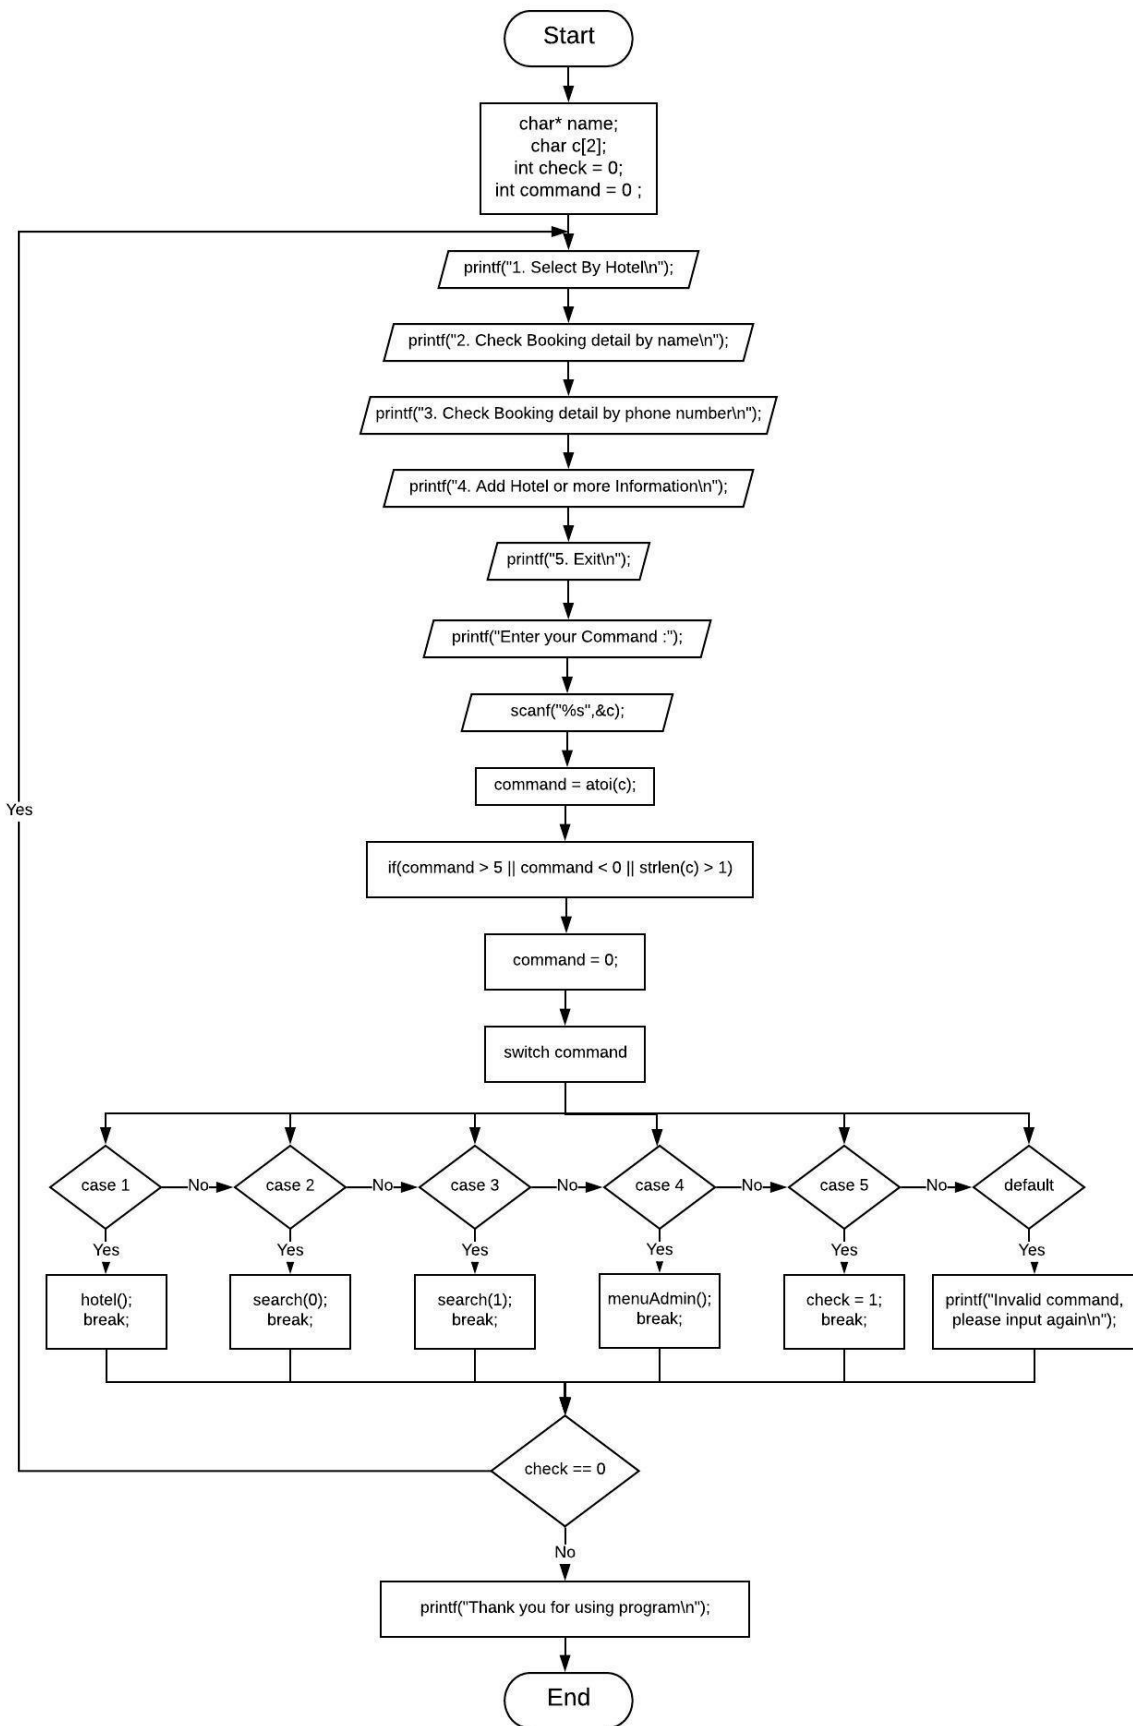 Start
char* name;
char c[2];
int check = 0;
int command = 0 ;
printf("1. Select By Hotel\n");
printf("2. Check Booking detail by name\n");
printf("3. Check Booking detail by phone number\n");
printf("4. Add Hotel or more Information\n");
printf("5. Exit\n");
printf("Enter your Command :");
scanf("%s",&c);
command = atoi(c);
Yes
if(command > 5 || command < 0 || strlen(c) > 1)
command = 0;
switch command
case 1
No
case 2
No
case 3
No
case 4
No
case 5
No
default
Yes
Yes
Yes
Yes
Yes
Yes
hotel();
break;
search(0);
break;
search(1);
break;
menuAdmin();
break;
check = 1;
break;
printf("Invalid command,
please input again\n");
check == 0
No
printf("Thank you for using program\n");
End